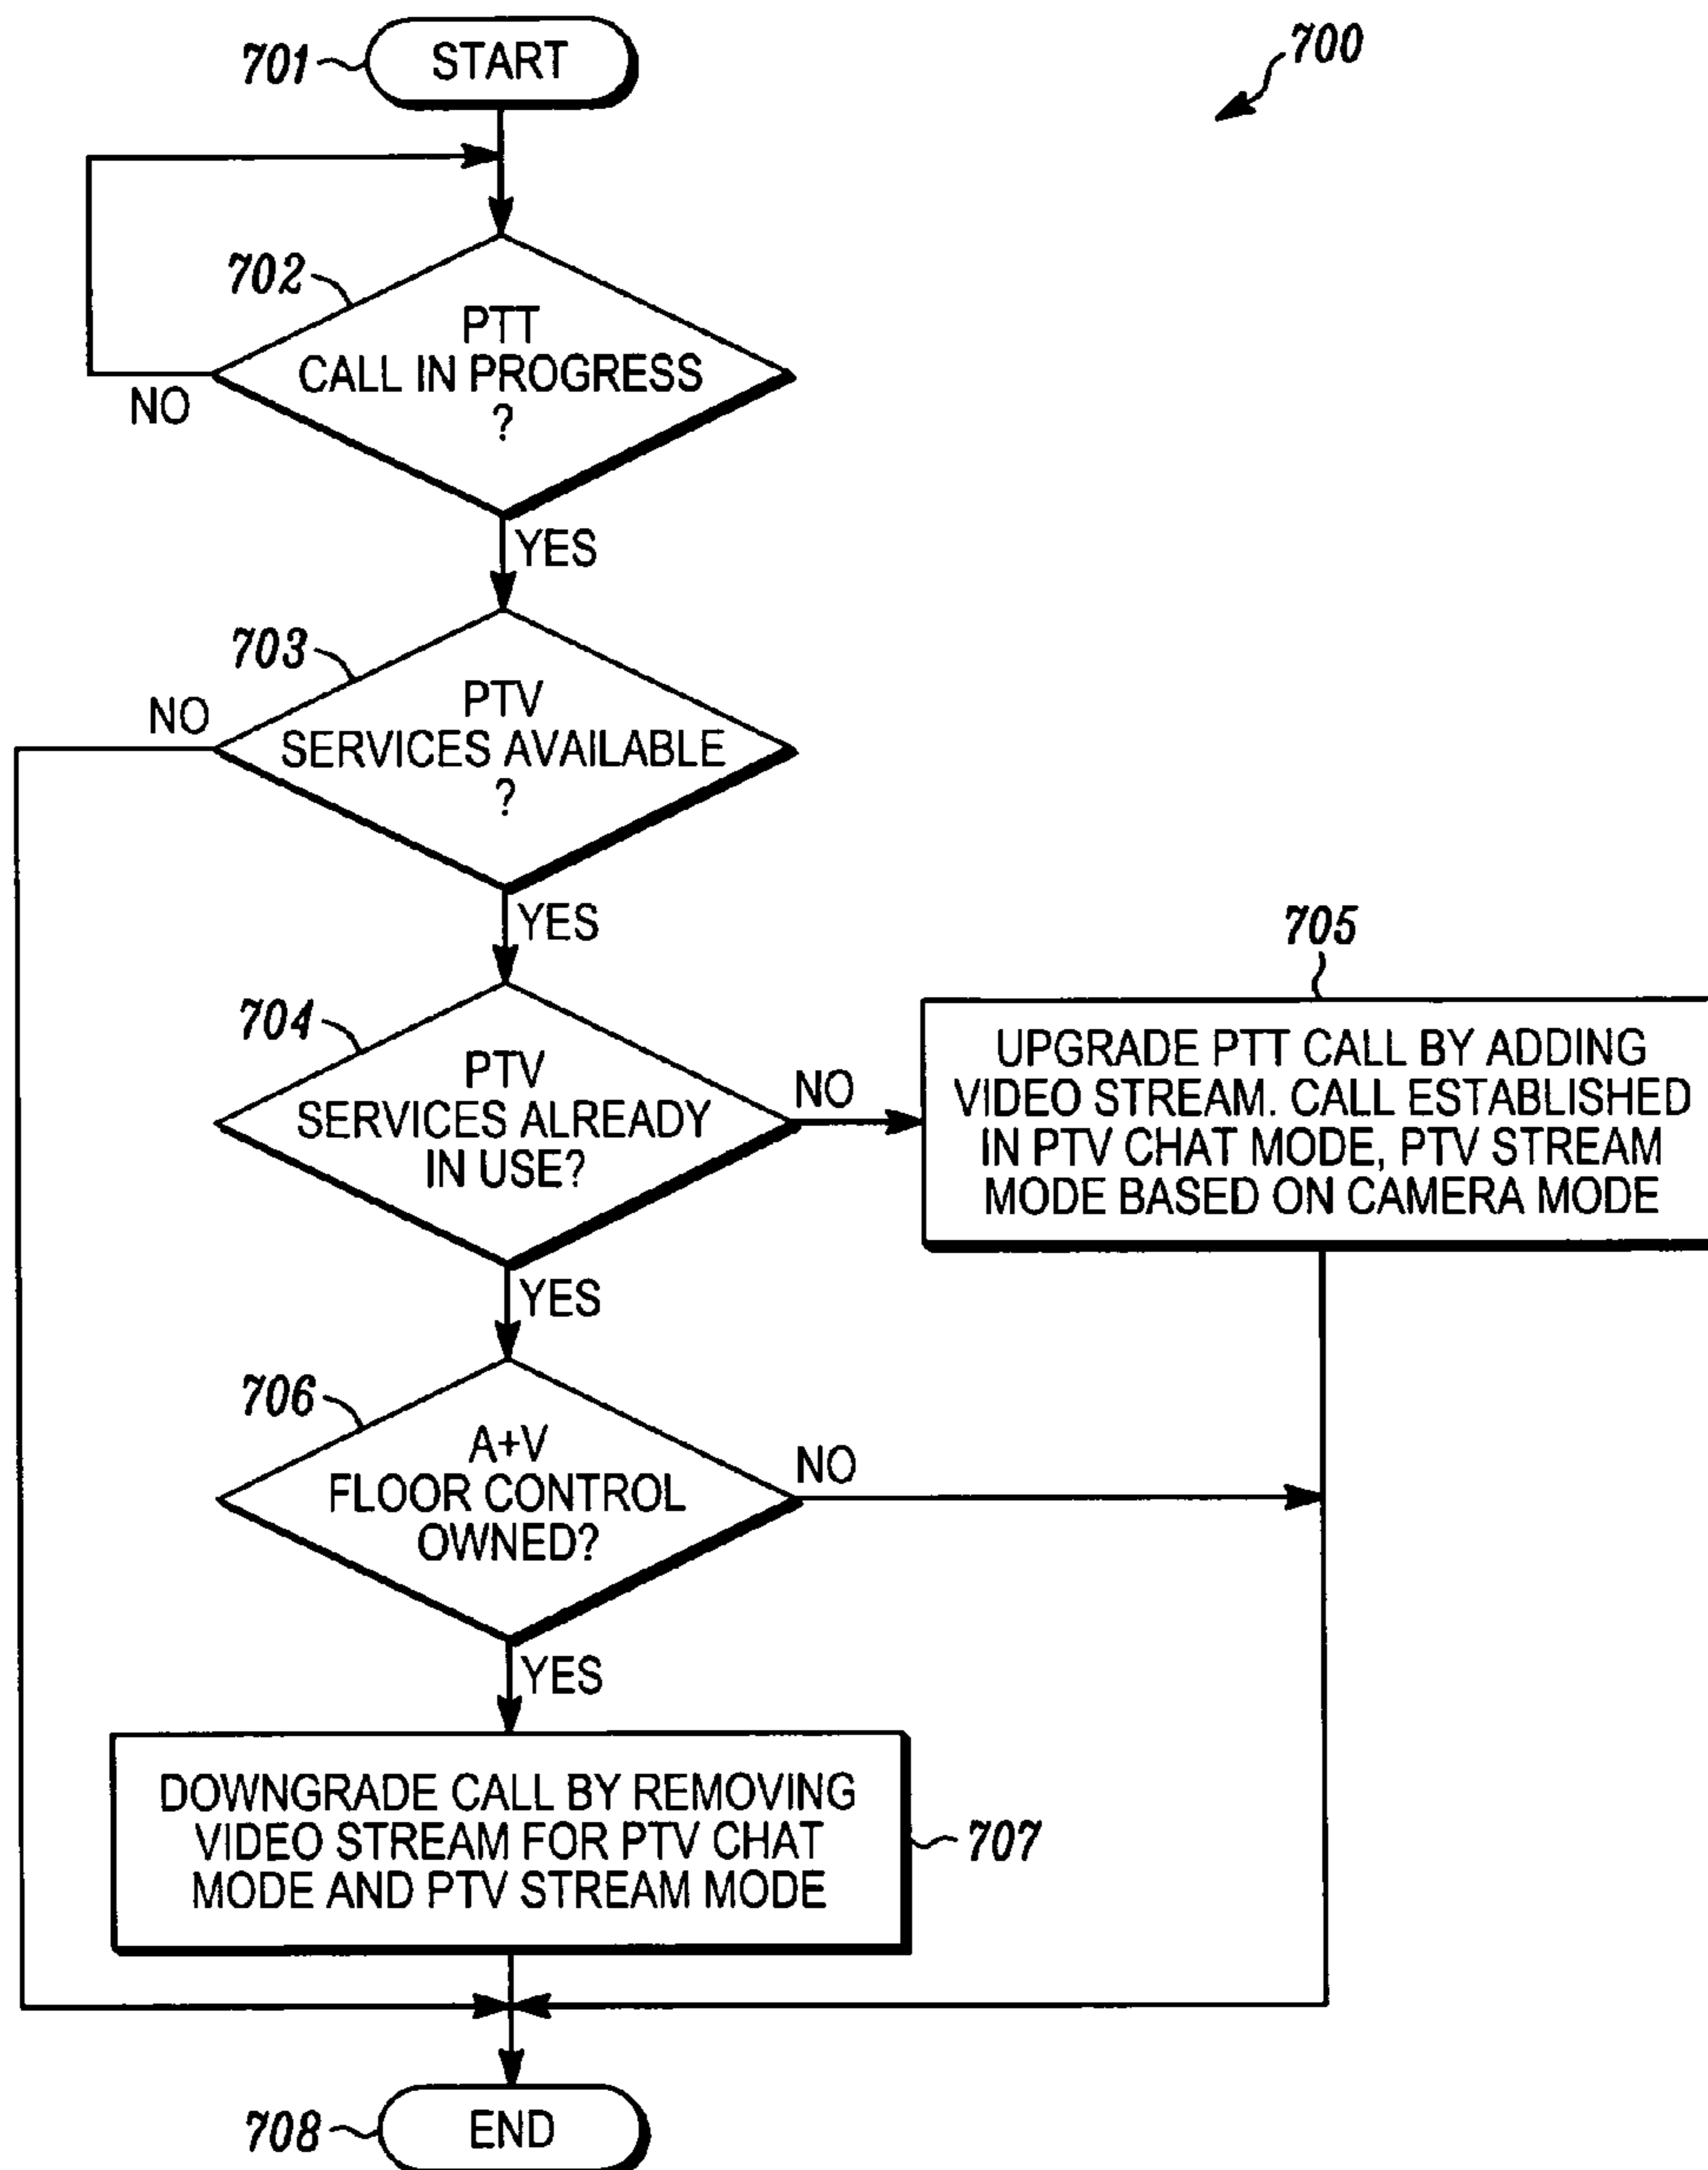 700
701
START
702
PTT
CALL IN PROGRESS
?
NO
YES
703
PTV
SERVICES AVAILABLE
?
NO
YES
704
PTV
SERVICES ALREADY
IN USE?
NO
YES
705
UPGRADE PTT CALL BY ADDING
VIDEO STREAM. CALL ESTABLISHED
IN PTV CHAT MODE, PTV STREAM
MODE BASED ON CAMERA MODE
706
A+V
FLOOR CONTROL
OWNED?
NO
YES
DOWNGRADE CALL BY REMOVING
VIDEO STREAM FOR PTV CHAT
MODE AND PTV STREAM MODE
707
708
END